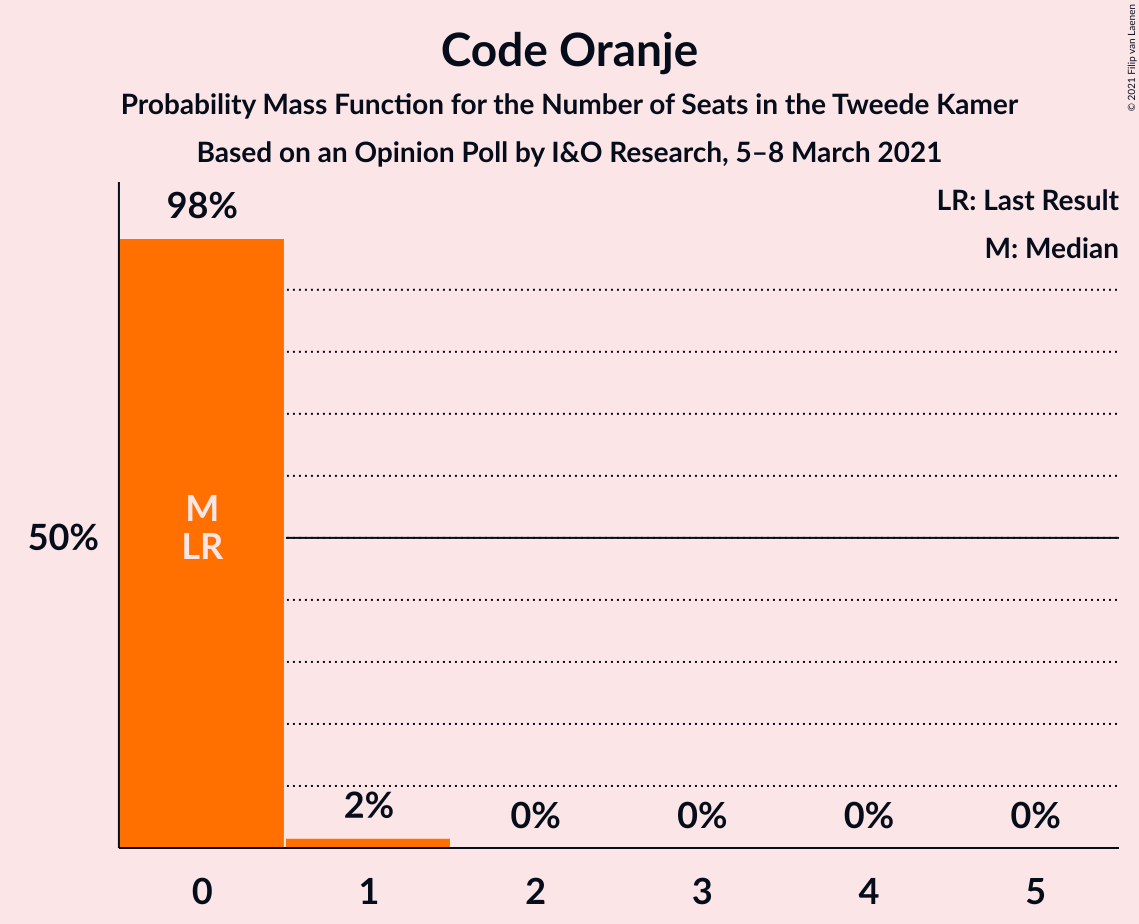 © 2021 Filip van Laenen
Code Oranje
Probability Mass Function for the Number of Seats in the Tweede Kamer
Based on an Opinion Poll by I&O Research, 5–8 March 2021
LR: Last Result
M: Median
98%
M
LR
50%
2%
0%
0%
0%
0%
0
1
2
3
4
5